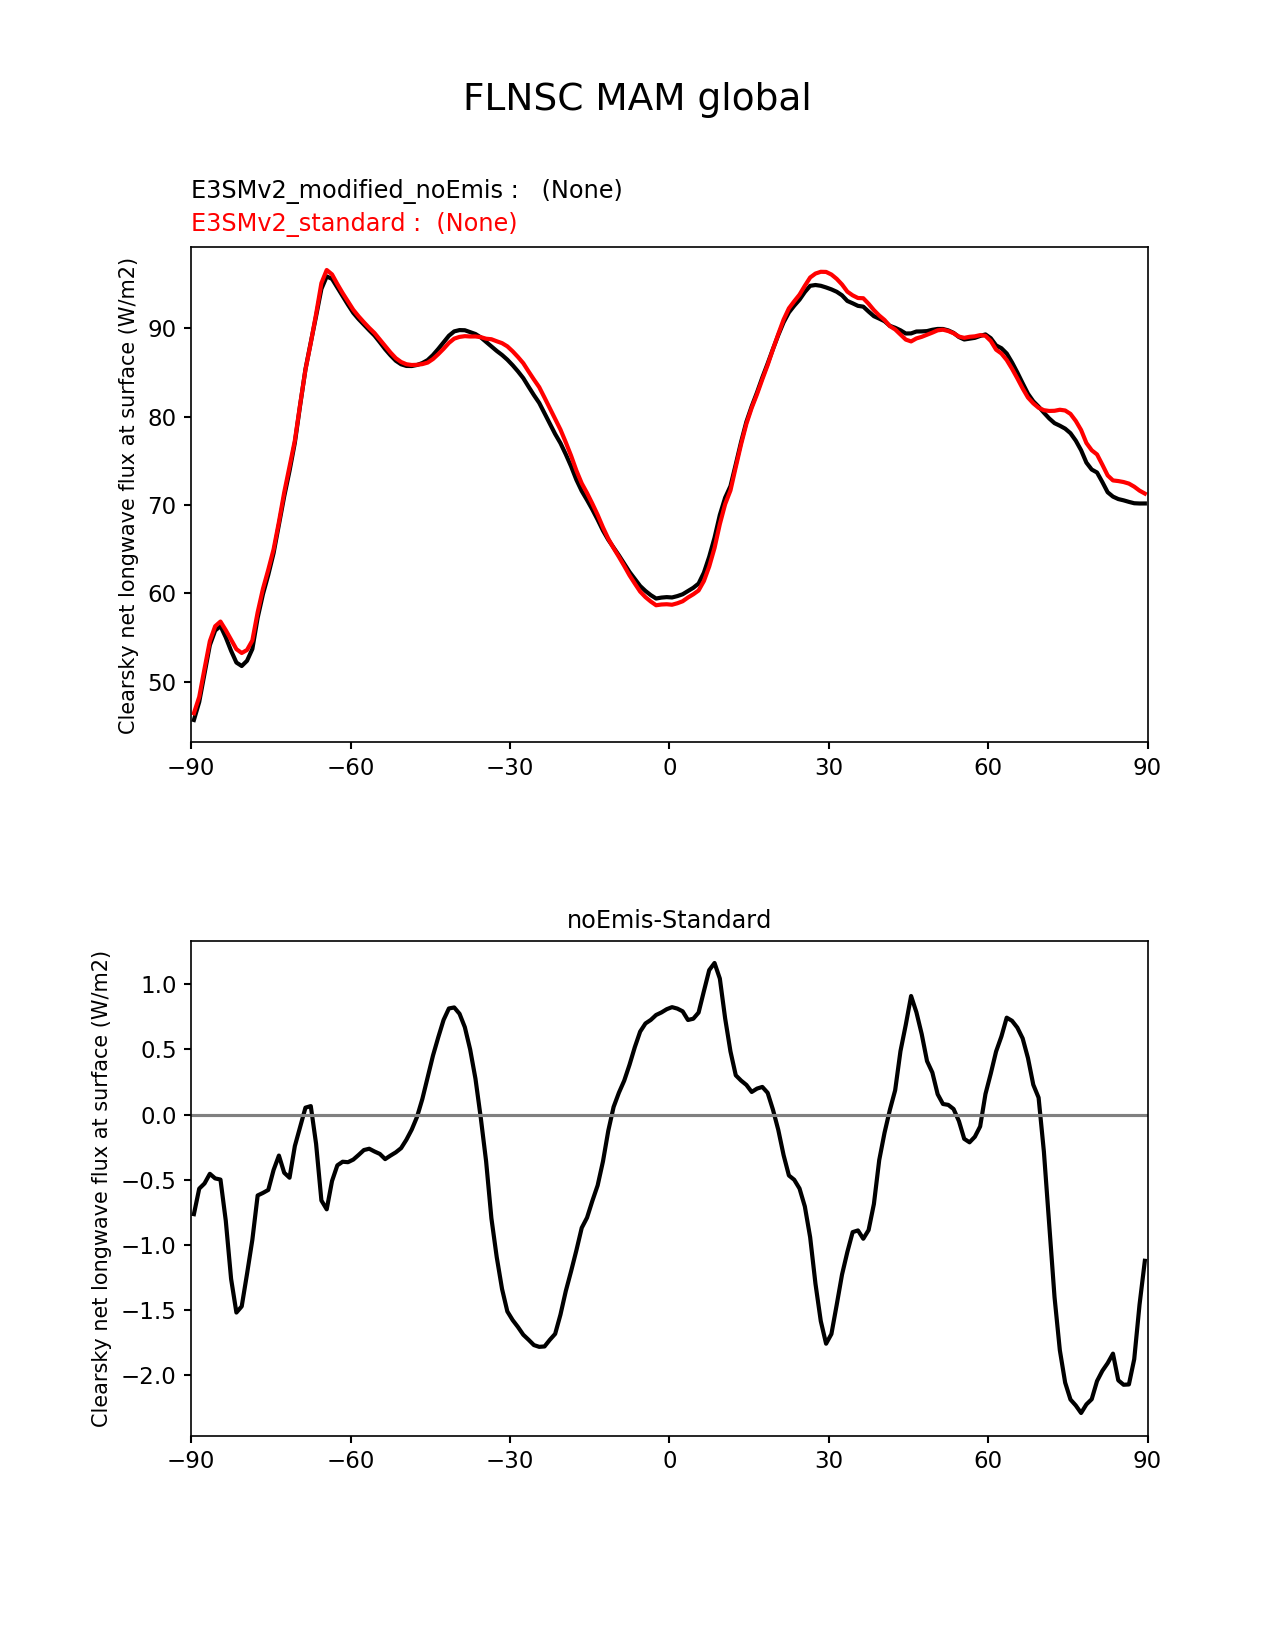 FLNSC MAM global
E3SMv2_modified_noEmis :   (None)
E3SMv2_standard :  (None)
Clearsky net longwave flux at surface (W/m2)
90
80
70
60
50
−90 −60 −30 0 30 60 90
noEmis-Standard
Clearsky net longwave flux at surface (W/m2)
1.0
0.5
0.0
−0.5
−1.0
−1.5
−2.0
−90 −60 −30 0 30 60 90